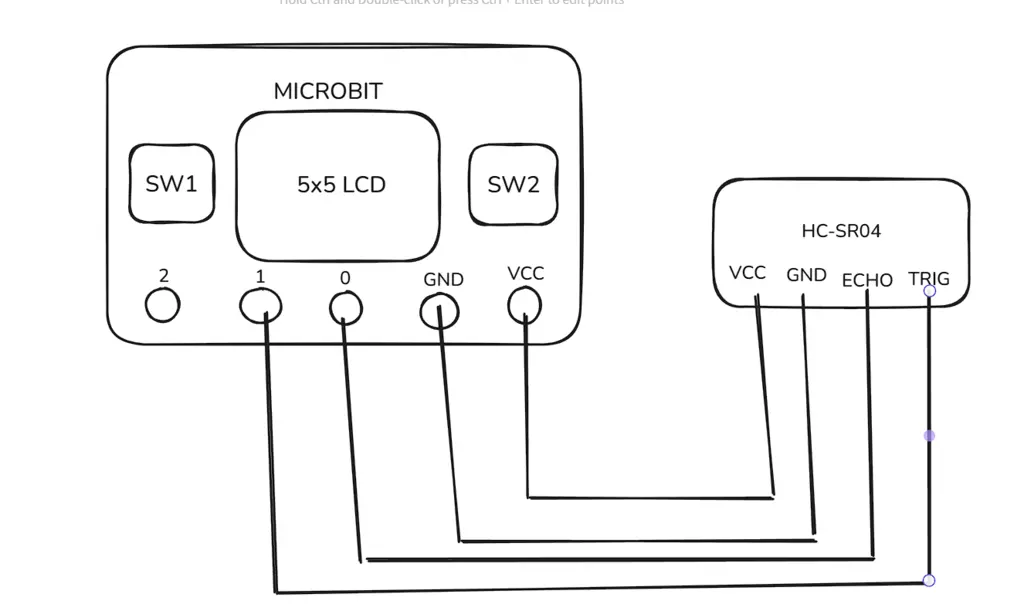 Hold Ctrl and Double-click or press Ctrl + Enter to edit points
MICROBIT
SW1
5x5 LCD
SW2
2
1
0
GND
VCC
HC-SR04
VCC
GND
ECHO
TRIG